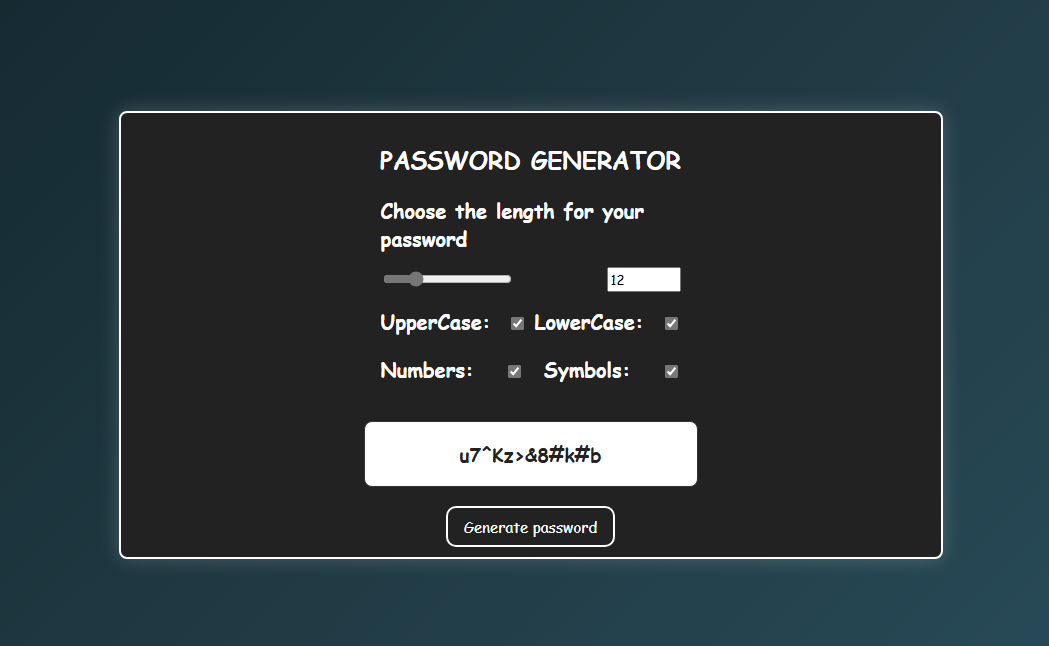 PASSWORD GENERATOR
Choose the length for your
password
12
UpperCase: LowerCase:
Numbers: Symbols:
u7^Kz>&8#k#b
Generate password